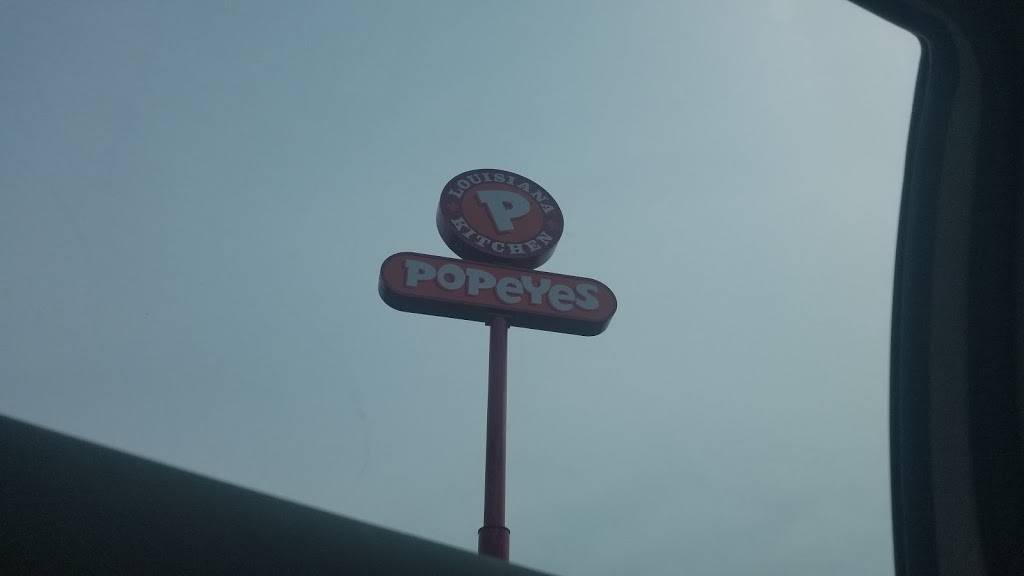 LOUISIANA
P
KITCHEN
POPEYES